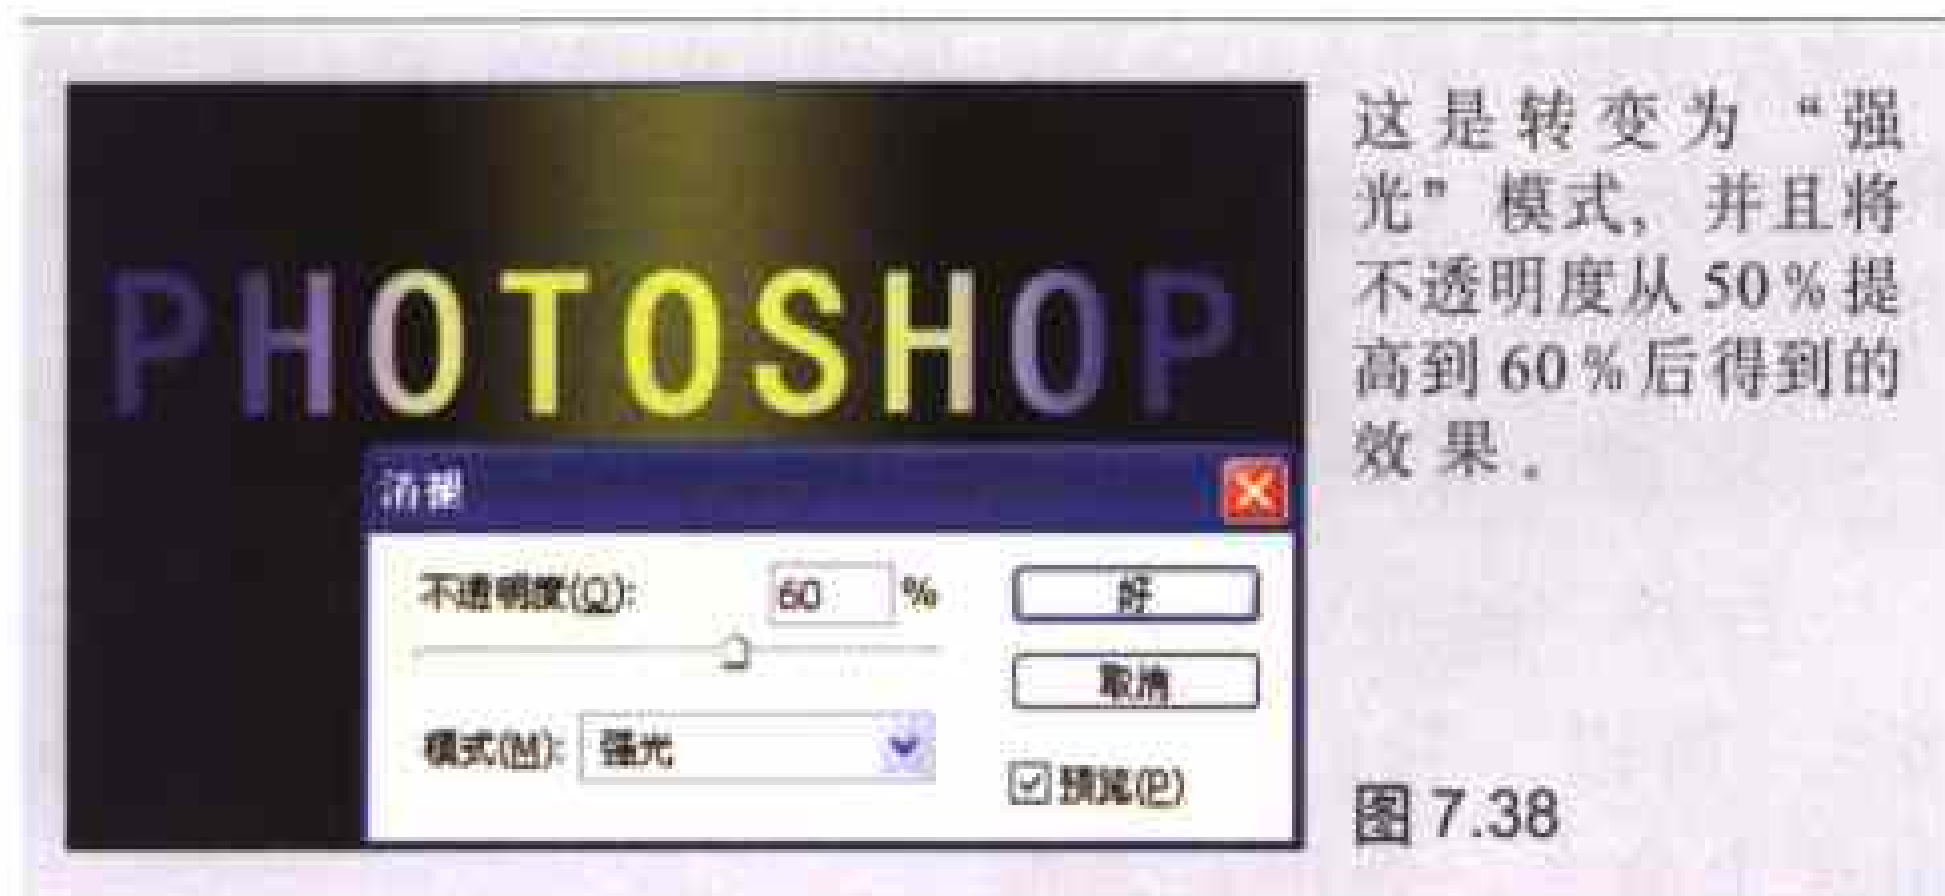 PHOTOSHOP
消褪
不透明度(O):
60
%
好
取消
模式(M):
强光
预览(P)
这是转变为“强
光”模式，并且将
不透明度从50%提
高到60%后得到的
效果.
图7.38